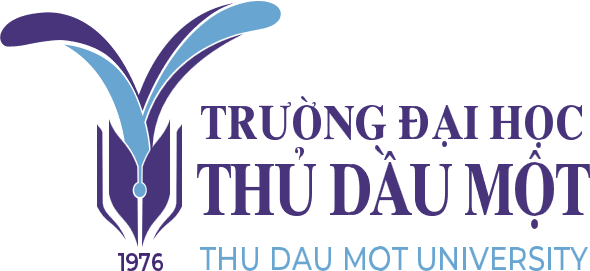 TRƯỜNG ĐẠI HỌC
THỦ DẦU MỘT
1976
THU DAU MOT UNIVERSITY